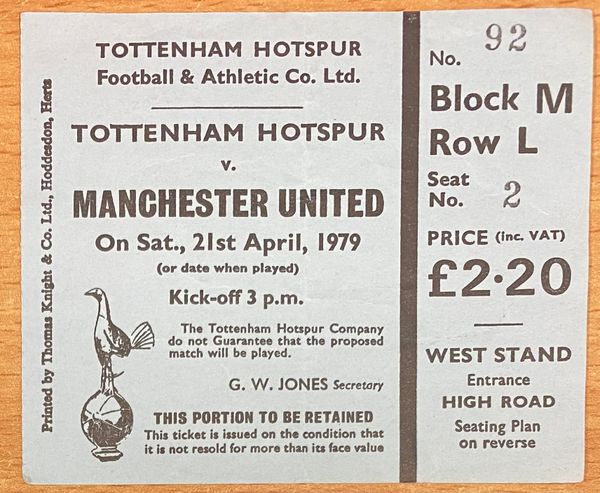 TOTTENHAM HOTSPUR
Football & Athletic Co. Ltd.
TOTTENHAM HOTSPUR
v.
MANCHESTER UNITED
On Sat., 21st April, 1979
(or date when played)
Kick-off 3 p.m.
The Tottenham Hotspur Company
do not Guarantee that the proposed
match will be played.
G. W. JONES Secretary
THIS PORTION TO BE RETAINED
This ticket is issued on the condition that
it is not resold for more than its face value
Printed by Thomas Knight & Co. Ltd., Hoddesdon, Herts
No. 92
Block M
Row L
Seat
No. 2
PRICE (inc. VAT)
£2·20
WEST STAND
Entrance
HIGH ROAD
Seating Plan
on reverse